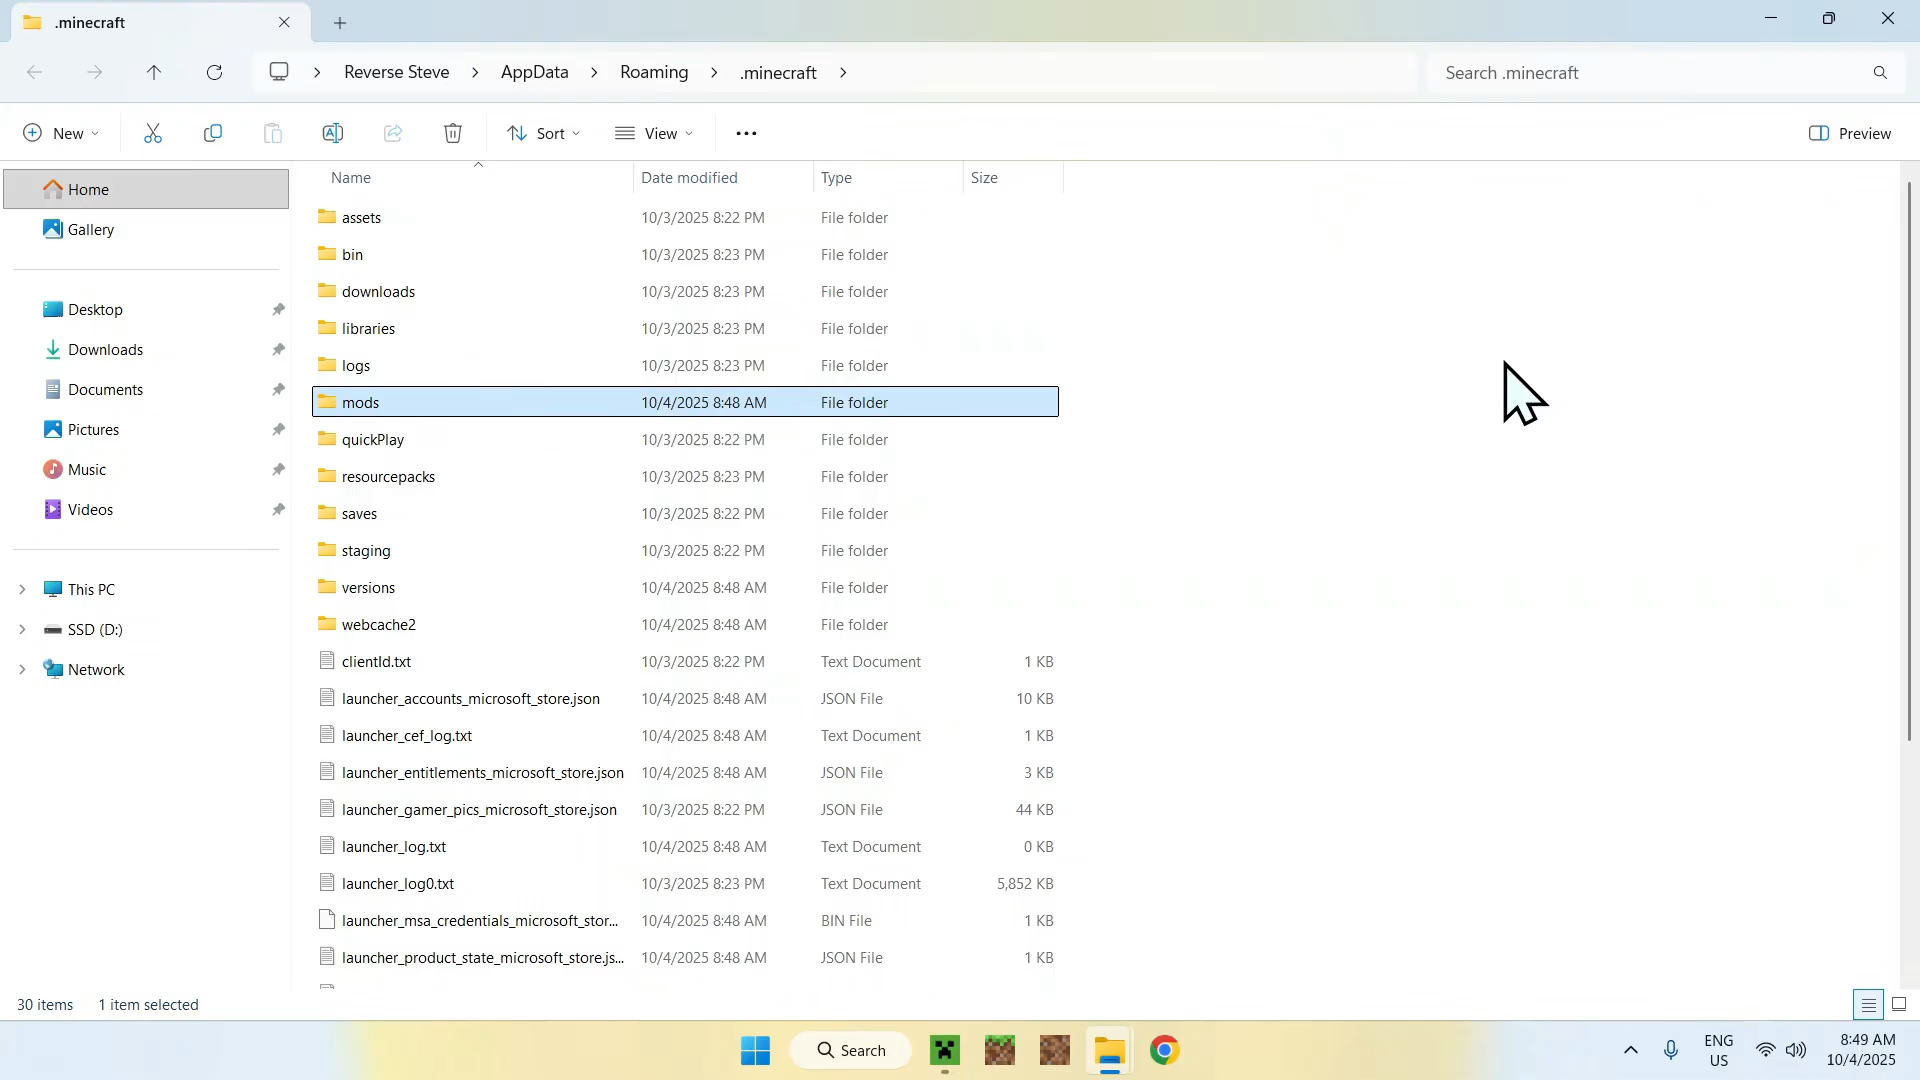 .minecraft
Reverse Steve
AppData
Roaming
.minecraft
Search .minecraft
New
Sort
View
Preview
Home
Gallery
Desktop
Downloads
Documents
Pictures
Music
Videos
This PC
SSD (D:)
Network
Name Date modified Type Size
assets 10/3/2025 8:22 PM File folder
bin 10/3/2025 8:23 PM File folder
downloads 10/3/2025 8:23 PM File folder
libraries 10/3/2025 8:23 PM File folder
logs 10/3/2025 8:23 PM File folder
mods 10/4/2025 8:48 AM File folder
quickPlay 10/3/2025 8:22 PM File folder
resourcepacks 10/3/2025 8:23 PM File folder
saves 10/3/2025 8:22 PM File folder
staging 10/3/2025 8:22 PM File folder
versions 10/4/2025 8:48 AM File folder
webcache2 10/4/2025 8:48 AM File folder
clientId.txt 10/3/2025 8:22 PM Text Document 1 KB
launcher_accounts_microsoft_store.json 10/4/2025 8:48 AM JSON File 10 KB
launcher_cef_log.txt 10/4/2025 8:48 AM Text Document 1 KB
launcher_entitlements_microsoft_store.json 10/4/2025 8:48 AM JSON File 3 KB
launcher_gamer_pics_microsoft_store.json 10/3/2025 8:22 PM JSON File 44 KB
launcher_log.txt 10/4/2025 8:48 AM Text Document 0 KB
launcher_log0.txt 10/3/2025 8:23 PM Text Document 5,852 KB
launcher_msa_credentials_microsoft_stor... 10/4/2025 8:48 AM BIN File 1 KB
launcher_product_state_microsoft_store.js... 10/4/2025 8:48 AM JSON File 1 KB
30 items 1 item selected
Search
ENG
US
8:49 AM
10/4/2025